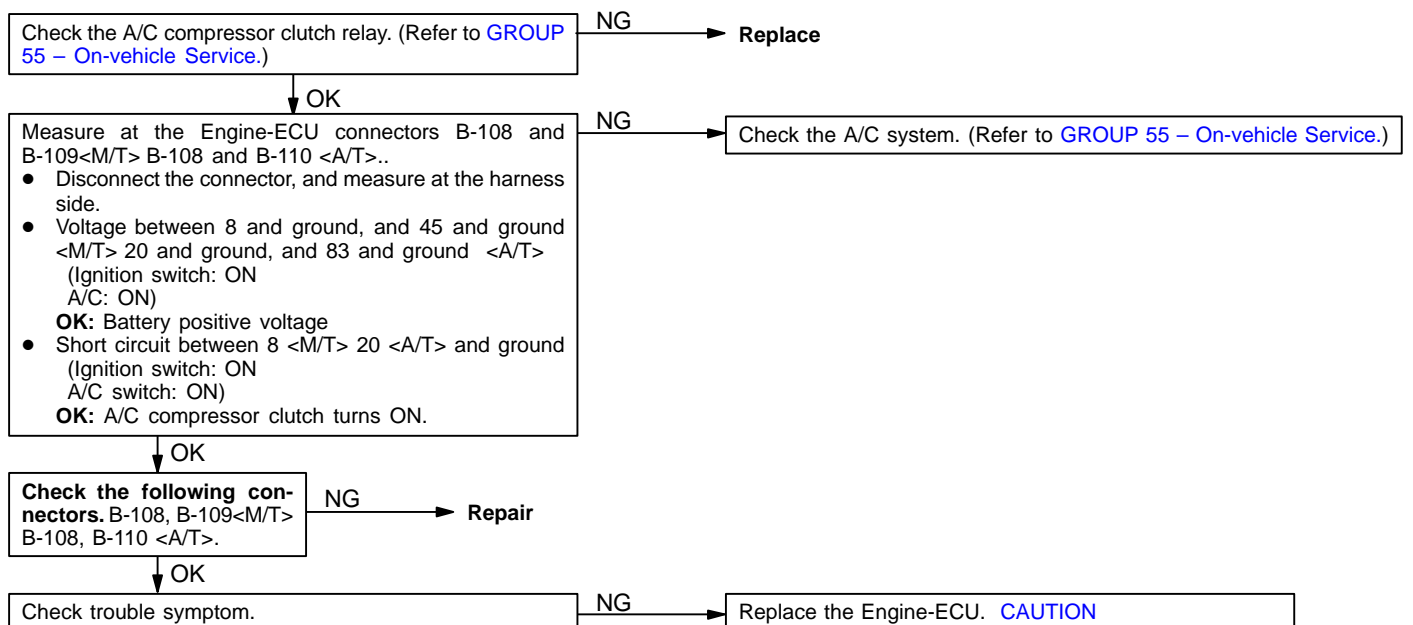 Check the A/C compressor clutch relay. (Refer to GROUP
55 – On-vehicle Service.)
NG
Replace
OK
Measure at the Engine-ECU connectors B-108 and
B-109<M/T> B-108 and B-110 <A/T>..
● Disconnect the connector, and measure at the harness
side.
● Voltage between 8 and ground, and 45 and ground
<M/T> 20 and ground, and 83 and ground <A/T>
(Ignition switch: ON
A/C: ON)
OK: Battery positive voltage
● Short circuit between 8 <M/T> 20 <A/T> and ground
(Ignition switch: ON
A/C switch: ON)
OK: A/C compressor clutch turns ON.
NG
Check the A/C system. (Refer to GROUP 55 – On-vehicle Service.)
OK
Check the following con-
nectors. B-108, B-109<M/T>
B-108, B-110 <A/T>.
NG
Repair
OK
Check trouble symptom.
NG
Replace the Engine-ECU. CAUTION